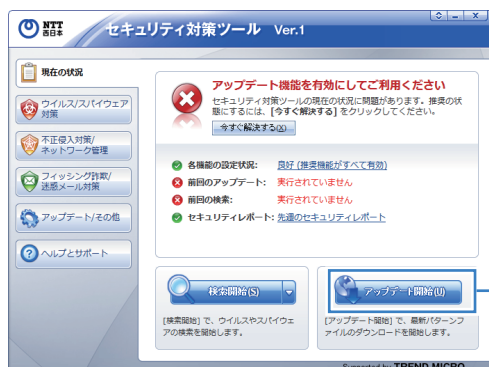 NTT
西日本
セキュリティ対策ツール Ver.1
現在の状況
ウイルス/スパイウェア
対策
不正侵入対策/
ネットワーク管理
フィッシング詐欺/
迷惑メール対策
アップデート/その他
ヘルプとサポート
アップデート機能を有効にしてご利用ください
セキュリティ対策ツールの現在の状況に問題があります。推奨の状
態にするには、[今すぐ解決する] をクリックしてください。
今すぐ解決する(X)
各機能の設定状況: 良好 (推奨機能がすべて有効)
前回のアップデート: 実行されていません
前回の検索: 実行されていません
セキュリティレポート: 先週のセキュリティレポート
検索開始(S)
[検索開始] で、ウイルスやスパイウェ
アの検索を開始します。
アップデート開始(U)
[アップデート開始] で、最新パターンフ
ァイルのダウンロードを開始します。
Supported by TREND MICRO